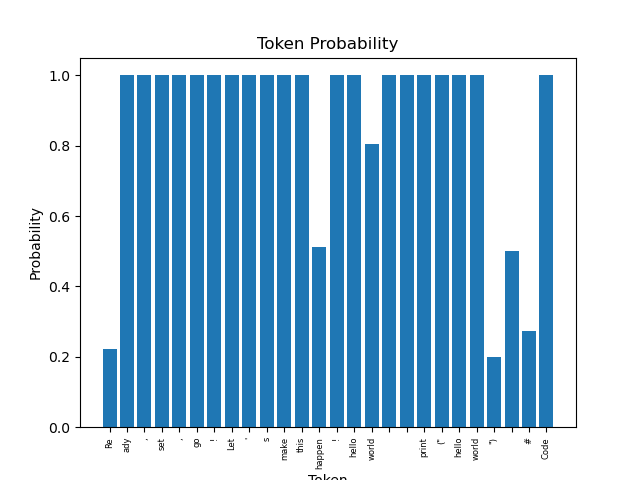 Token Probability
1.0
0.8
0.6
0.4
0.2
0.0
Probability
Re ady , set , go ! Let ' s make this happen ! hello world print (" hello world ") # Code
Token